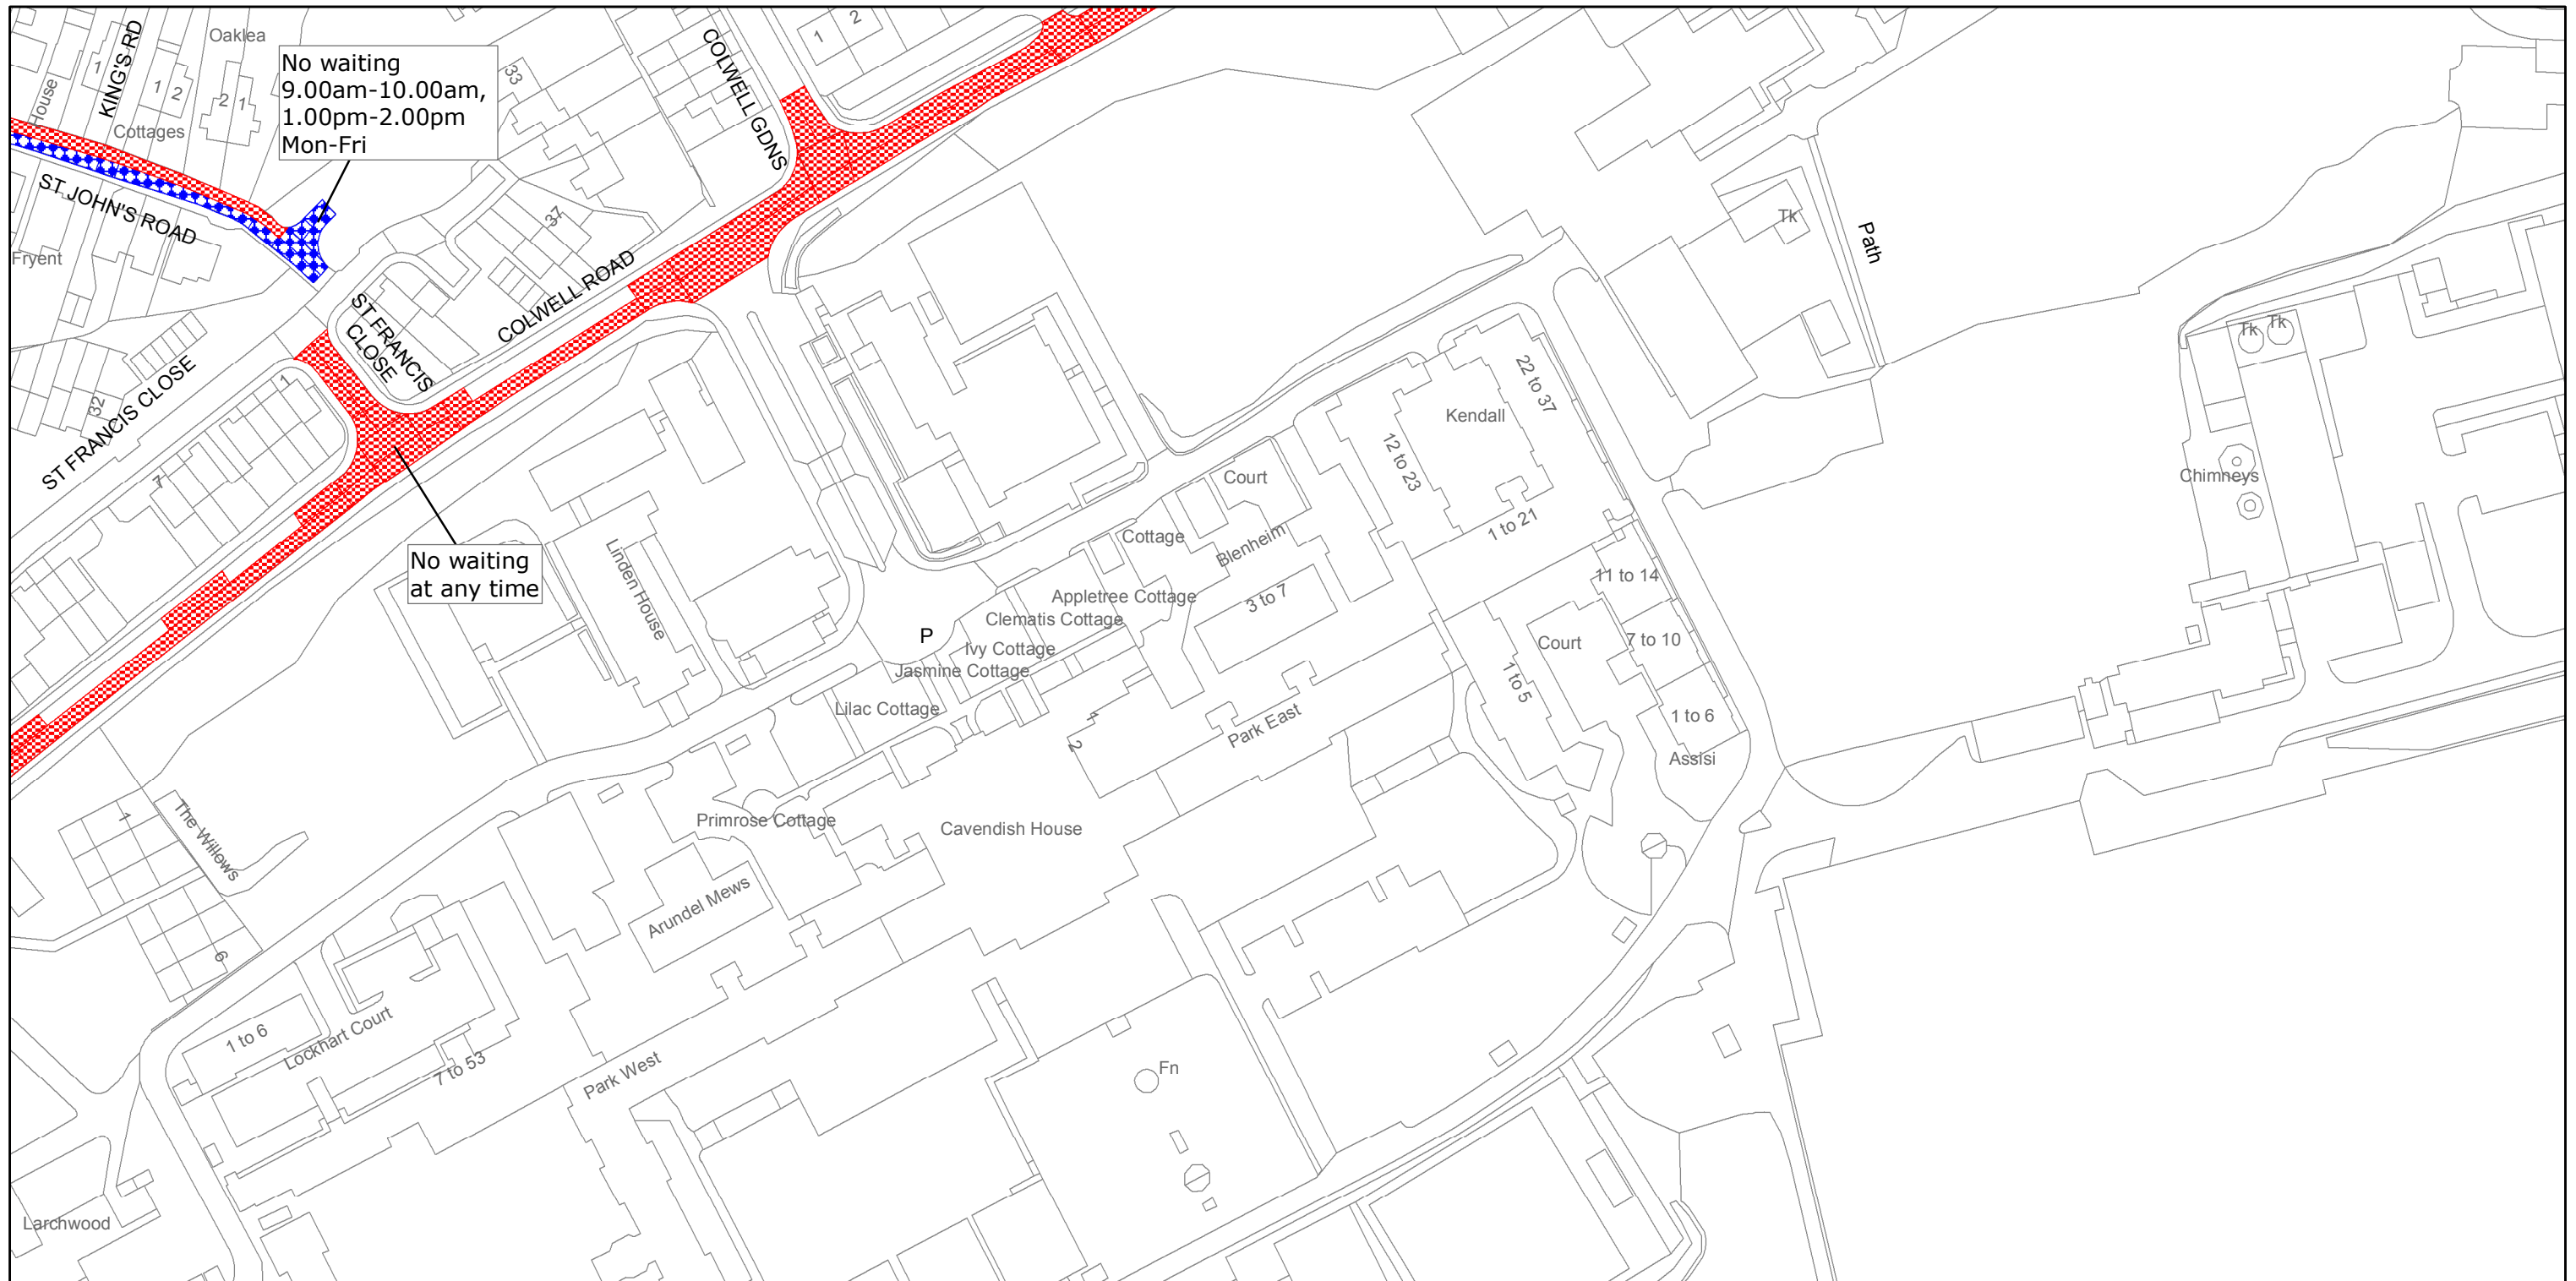 Oaklea
KING'S RD
House
1
1
2
2
1
Cottages
No waiting
9.00am-10.00am,
1.00pm-2.00pm
Mon-Fri
33
COLWELL GDNS
1
2
ST JOHN'S ROAD
Fryent
37
COLWELL ROAD
ST FRANCIS
CLOSE
ST FRANCIS CLOSE
32
1
7
No waiting
at any time
Linden House
Tk
Path
Tk
Tk
Chimneys
Kendall
22 to 37
12 to 23
1 to 21
Court
Cottage
Blenheim
Appletree Cottage
Clematis Cottage
Ivy Cottage
Jasmine Cottage
Lilac Cottage
P
3 to 7
11 to 14
7 to 10
Court
1 to 5
1 to 6
Assisi
Park East
1
2
The Willows
1
6
Primrose Cottage
Cavendish House
Arundel Mews
1 to 6
Lockhart Court
7 to 53
Park West
Fn
Larchwood